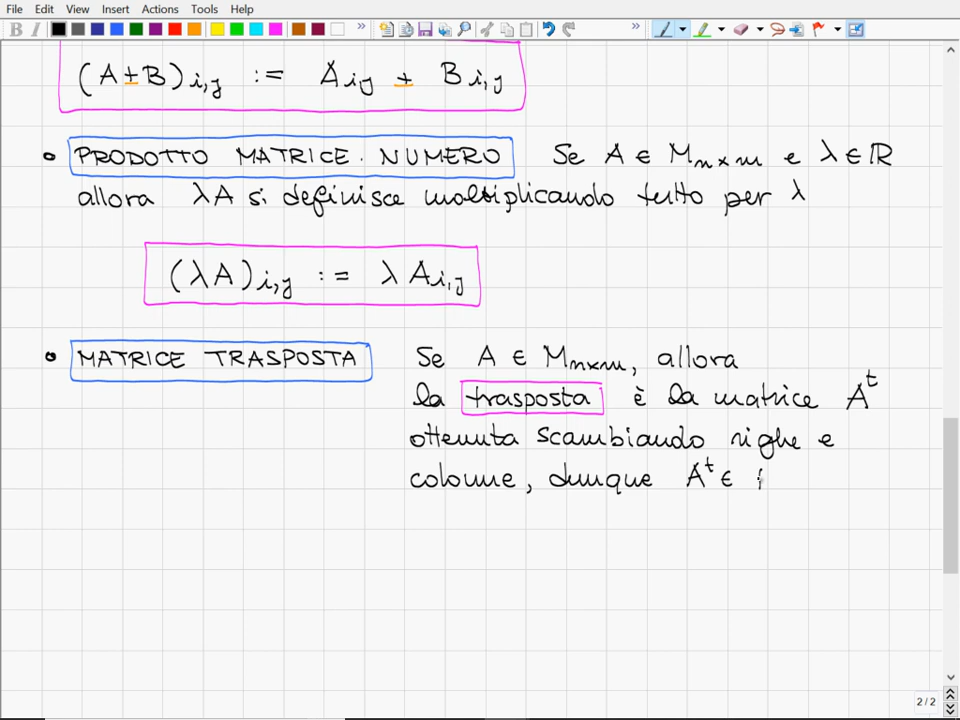 File Edit View Insert Actions Tools Help
B I
(A±B)i,j := Ai,j ± Bi,j
• PRODOTTO MATRICE · NUMERO Se A ∈ Mn×m e λ ∈ ℝ
allora λA si definisce moltiplicando tutto per λ
(λA)i,j := λ Ai,j
• MATRICE TRASPOSTA Se A ∈ Mn×m, allora
la trasposta è la matrice Aᵗ
ottenuta scambiando righe e
colonne, dunque Aᵗ ∈
2 / 2